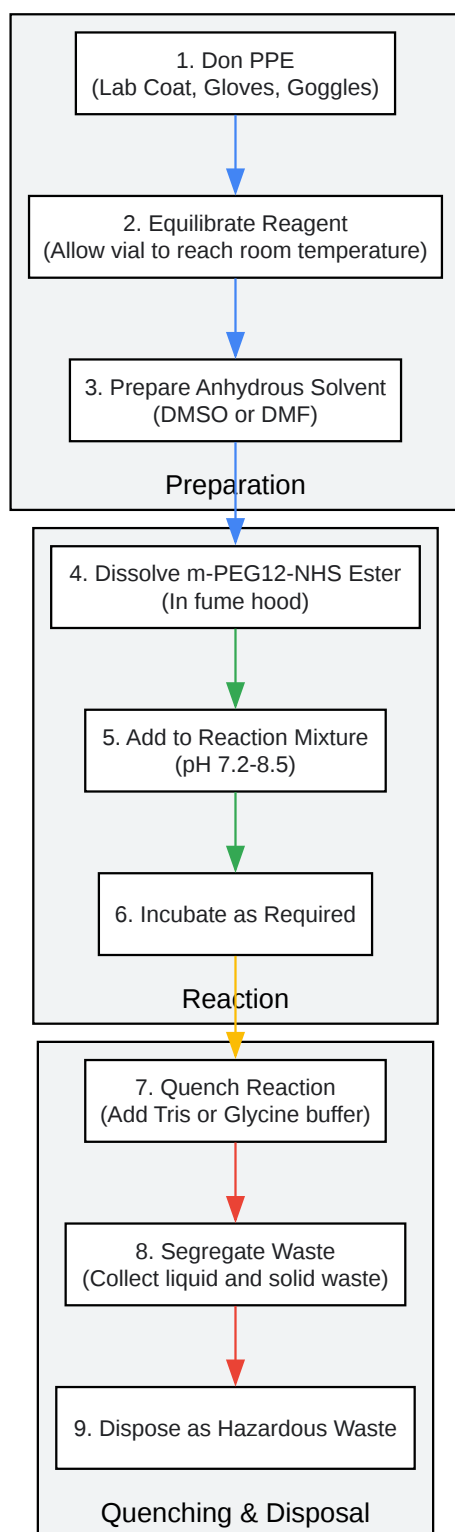 1. Don PPE
(Lab Coat, Gloves, Goggles)
2. Equilibrate Reagent
(Allow vial to reach room temperature)
3. Prepare Anhydrous Solvent
(DMSO or DMF)
Preparation
4. Dissolve m-PEG12-NHS Ester
(In fume hood)
5. Add to Reaction Mixture
(pH 7.2-8.5)
6. Incubate as Required
Reaction
7. Quench Reaction
(Add Tris or Glycine buffer)
8. Segregate Waste
(Collect liquid and solid waste)
9. Dispose as Hazardous Waste
Quenching & Disposal